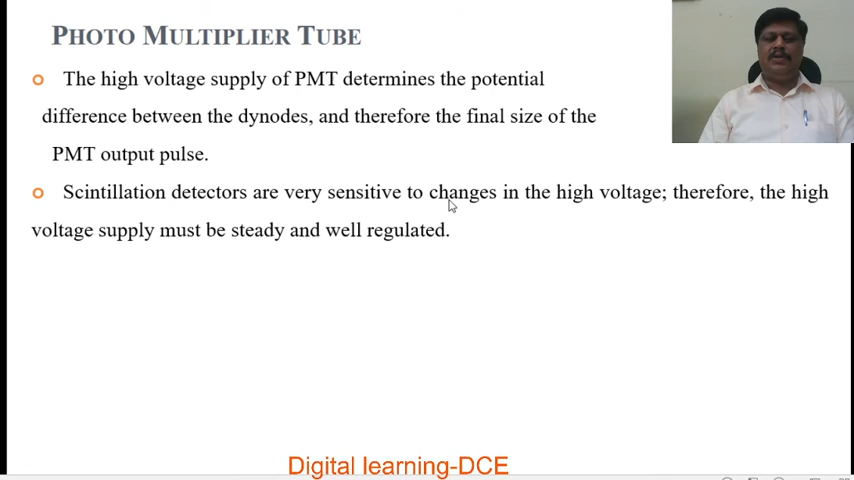 PHOTO MULTIPLIER TUBE
The high voltage supply of PMT determines the potential
difference between the dynodes, and therefore the final size of the
PMT output pulse.
Scintillation detectors are very sensitive to changes in the high voltage; therefore, the high
voltage supply must be steady and well regulated.
Digital learning-DCE